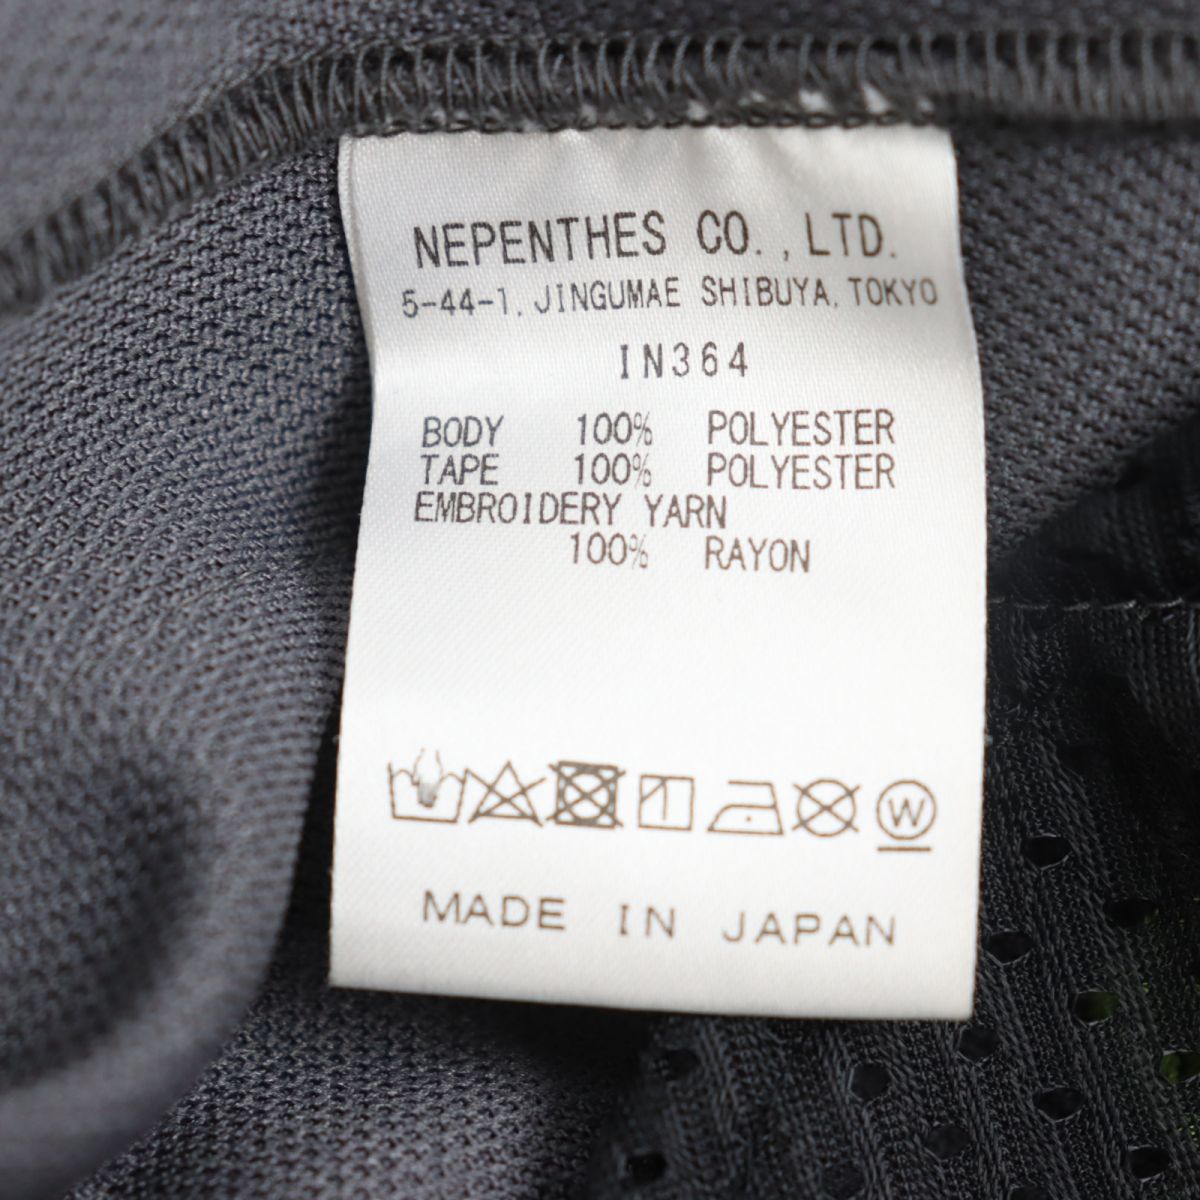 NEPENTHES CO., LTD.
5-44-1, JINGUMAE SHIBUYA, TOKYO
IN364
BODY 100% POLYESTER
TAPE 100% POLYESTER
EMBROIDERY YARN
100% RAYON
W
MADE IN JAPAN